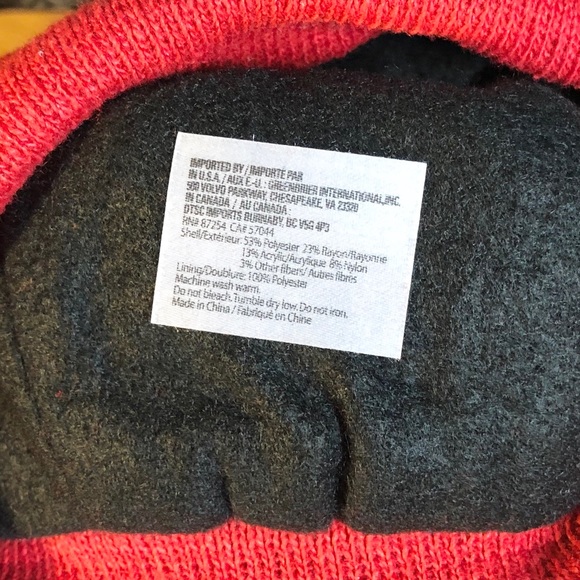 IMPORTED BY / IMPORTE PAR
IN U.S.A. / AUX É.-U. : GREENBRIER INTERNATIONAL, INC.
500 VOLVO PARKWAY, CHESAPEAKE, VA 23320
IN CANADA / AU CANADA :
DTSC IMPORTS BURNABY, BC V5G 4P3
RN# 87254 CA# 57044
Shell/Extérieur: 53% Polyester 23% Rayon/Rayonne
13% Acrylic/Acrylique 8% Nylon
3% Other fibers/ Autres fibres
Lining/Doublure: 100% Polyester
Machine wash warm.
Do not bleach. Tumble dry low. Do not iron.
Made in China / Fabriqué en Chine